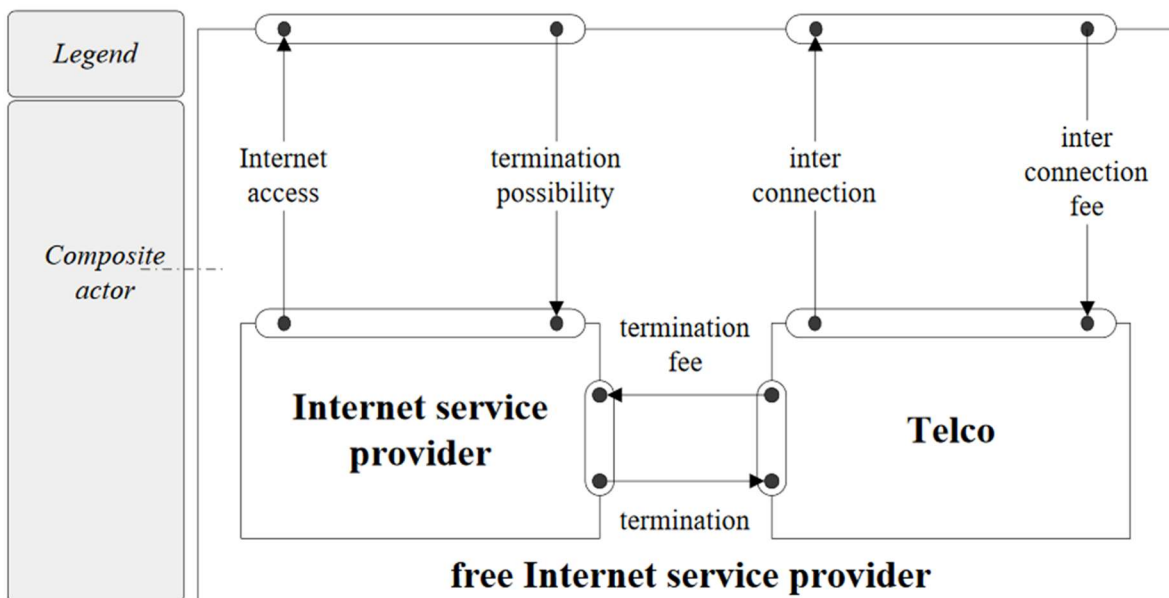 Legend
Composite
actor
Internet
access
termination
possibility
inter
connection
inter
connection
fee
termination
fee
Internet service
provider
Telco
termination
free Internet service provider